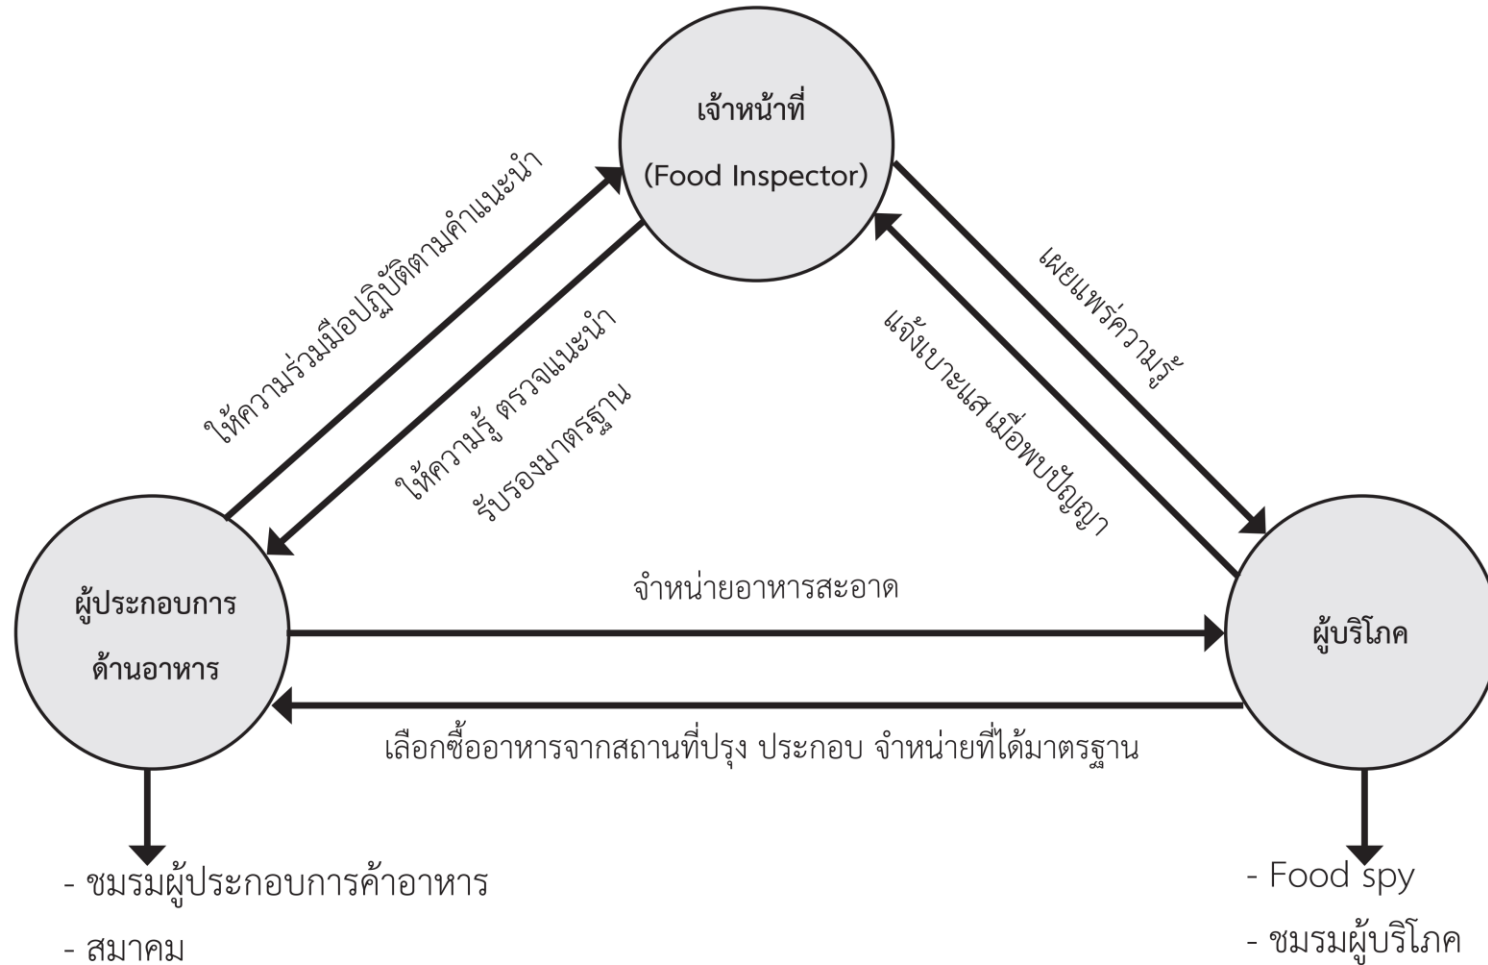 เจ้าหน้าที่
(Food Inspector)
ให้ความร่วมมือปฏิบัติตามคำแนะนำ
ให้ความรู้ ตรวจแนะนำ
รับรองมาตรฐาน
เผยแพร่ความรู้
แจ้งเบาะแส เมื่อพบปัญญา
ผู้ประกอบการ
ด้านอาหาร
จำหน่ายอาหารสะอาด
ผู้บริโภค
เลือกซื้ออาหารจากสถานที่ปรุง ประกอบ จำหน่ายที่ได้มาตรฐาน
- ชมรมผู้ประกอบการค้าอาหาร
- สมาคม
- Food spy
- ชมรมผู้บริโภค